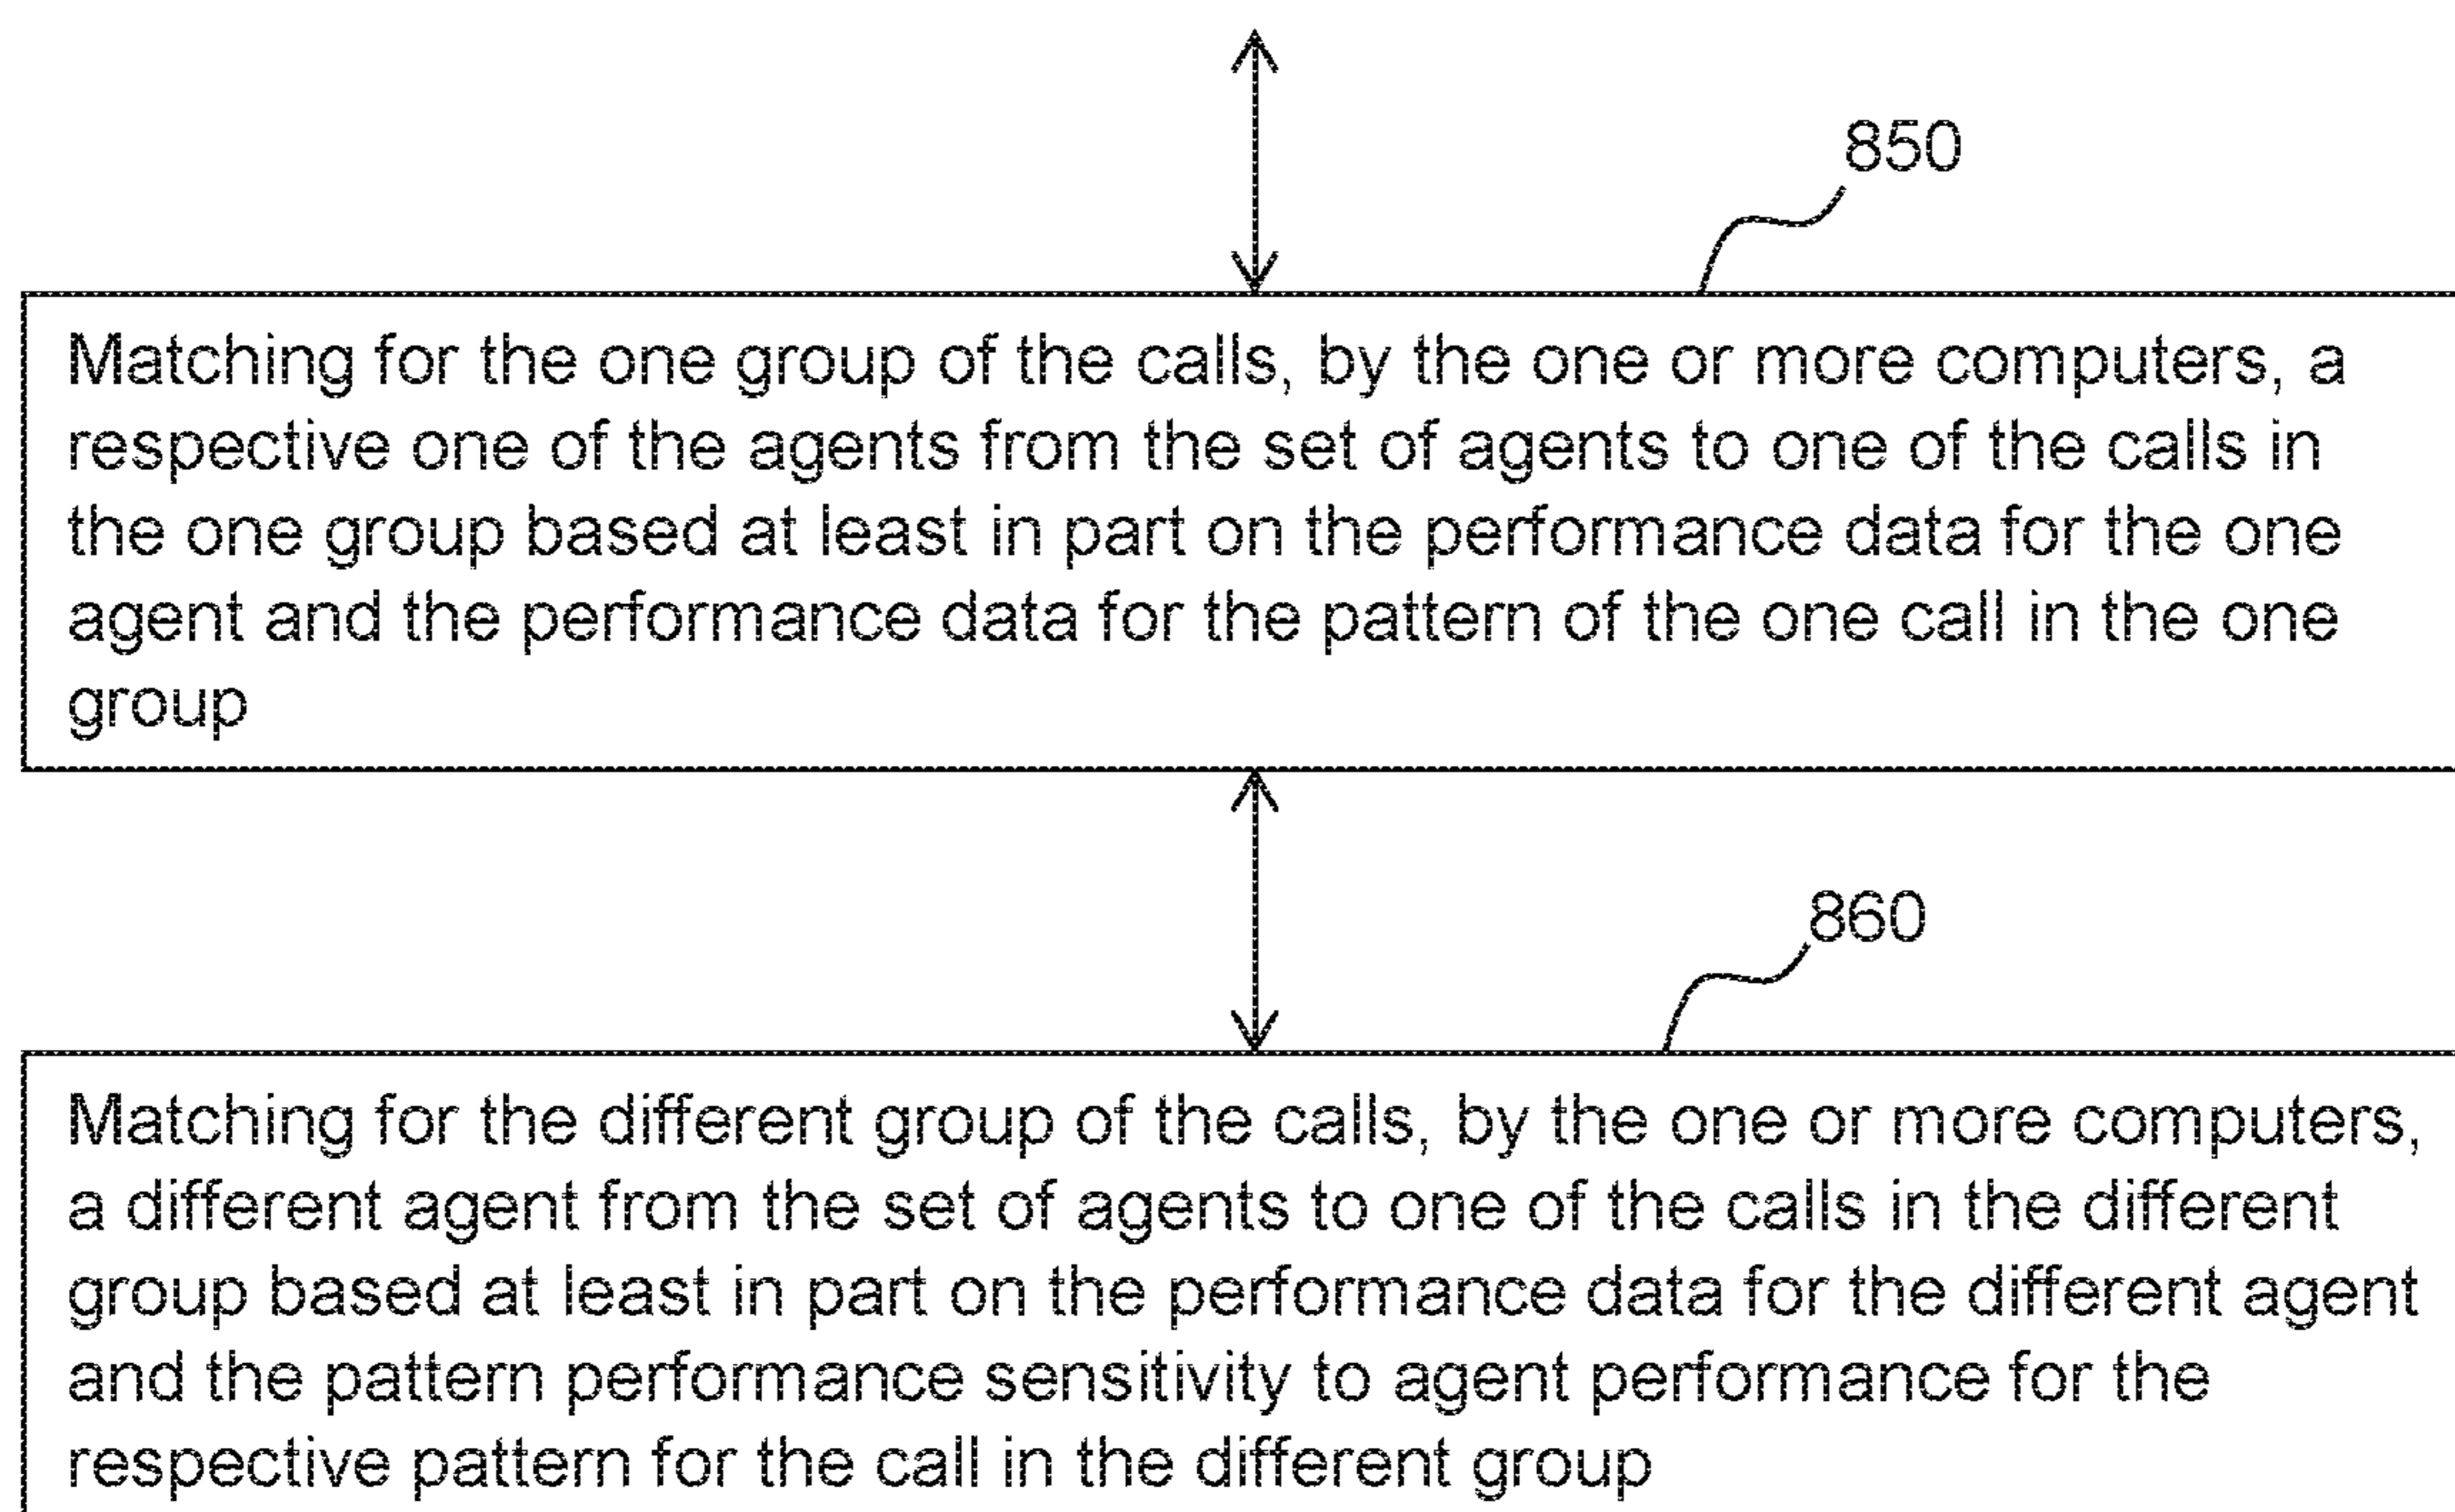 850
Matching for the one group of the calls, by the one or more computers, a
respective one of the agents from the set of agents to one of the calls in
the one group based at least in part on the performance data for the one
agent and the performance data for the pattern of the one call in the one
group
860
Matching for the different group of the calls, by the one or more computers,
a different agent from the set of agents to one of the calls in the different
group based at least in part on the performance data for the different agent
and the pattern performance sensitivity to agent performance for the
respective pattern for the call in the different group